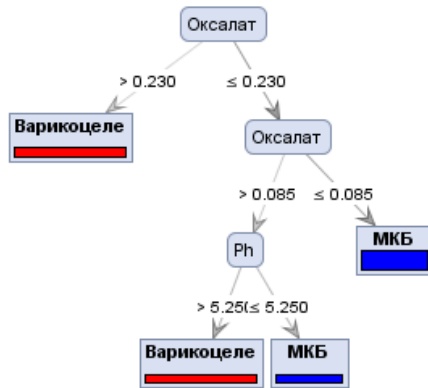 Оксалат
> 0.230
≤ 0.230
Варикоцеле
Оксалат
> 0.085
≤ 0.085
Ph
МКБ
> 5.25(
≤ 5.250
Варикоцеле
МКБ